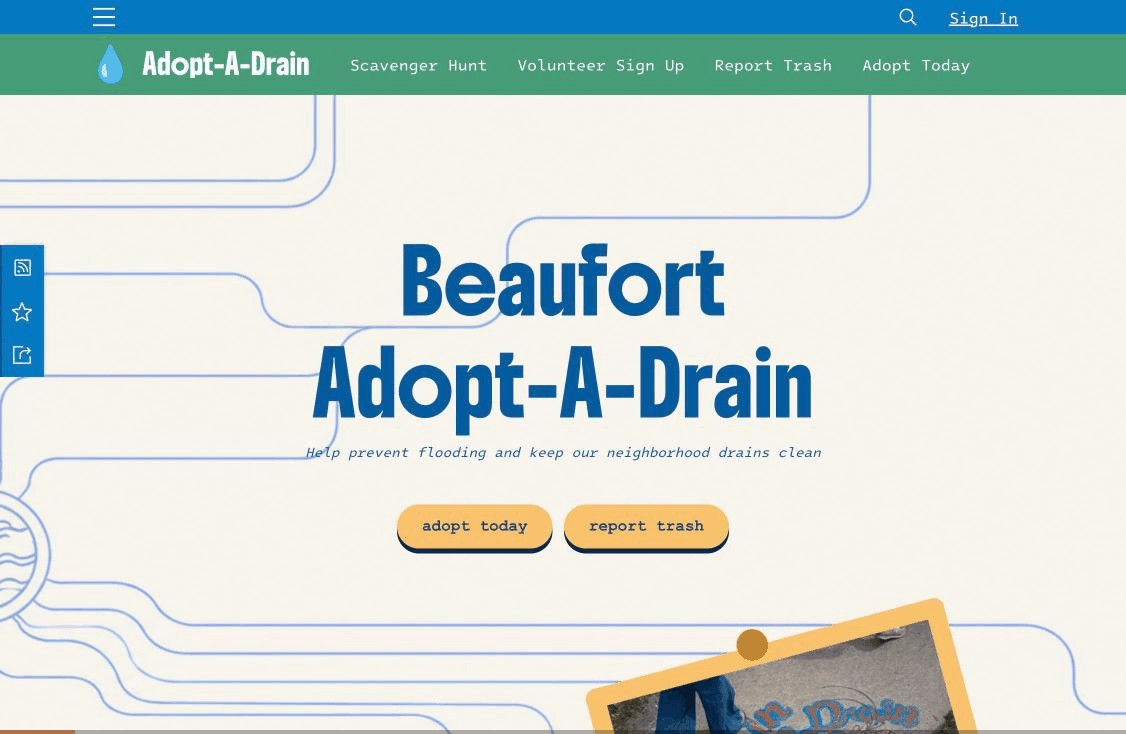 Sign In
Adopt-A-Drain
Scavenger Hunt
Volunteer Sign Up
Report Trash
Adopt Today
Beaufort
Adopt-A-Drain
Help prevent flooding and keep our neighborhood drains clean
adopt today
report trash
Drain